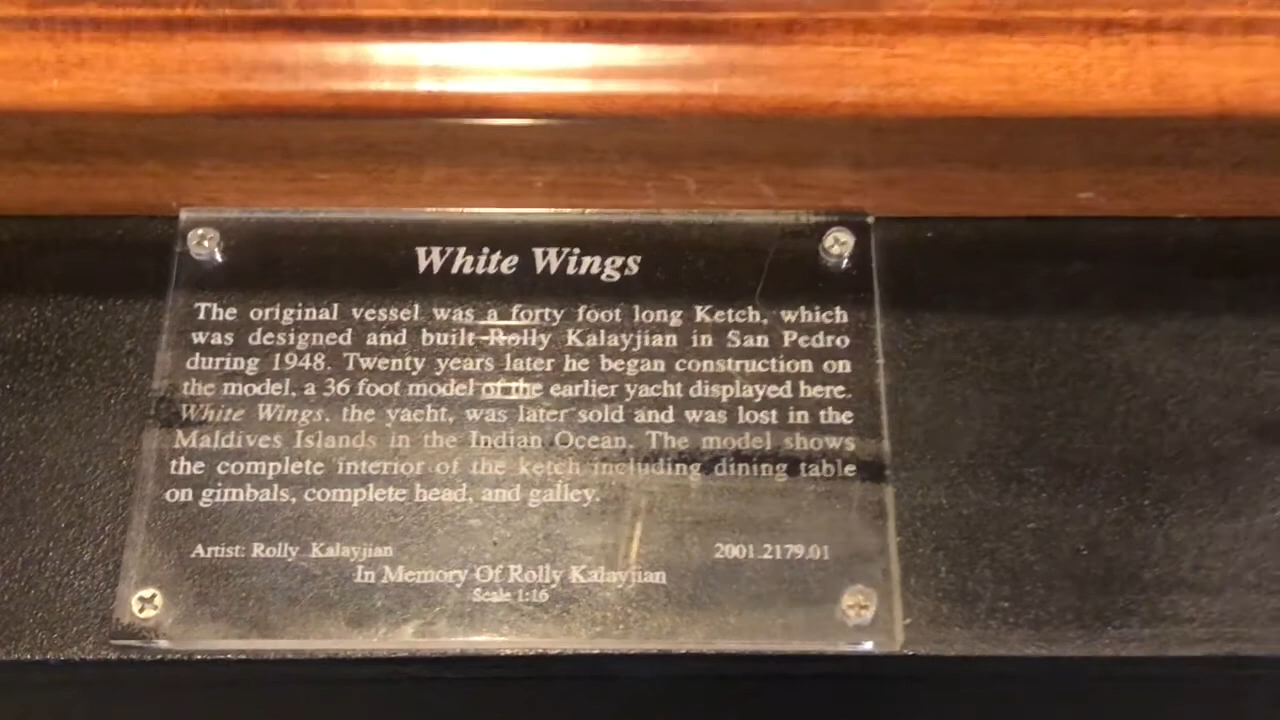 White Wings
The original vessel was a forty foot long Ketch, which
was designed and built Rolly Kalayjian in San Pedro
during 1948. Twenty years later he began construction on
the model, a 36 foot model of the earlier yacht displayed here.
White Wings, the yacht, was later sold and was lost in the
Maldives Islands in the Indian Ocean. The model shows
the complete interior of the ketch including dining table
on gimbals, complete head, and galley.
Artist: Rolly Kalayjian 2001.2179.01
In Memory Of Rolly Kalayjian
Scale 1:16